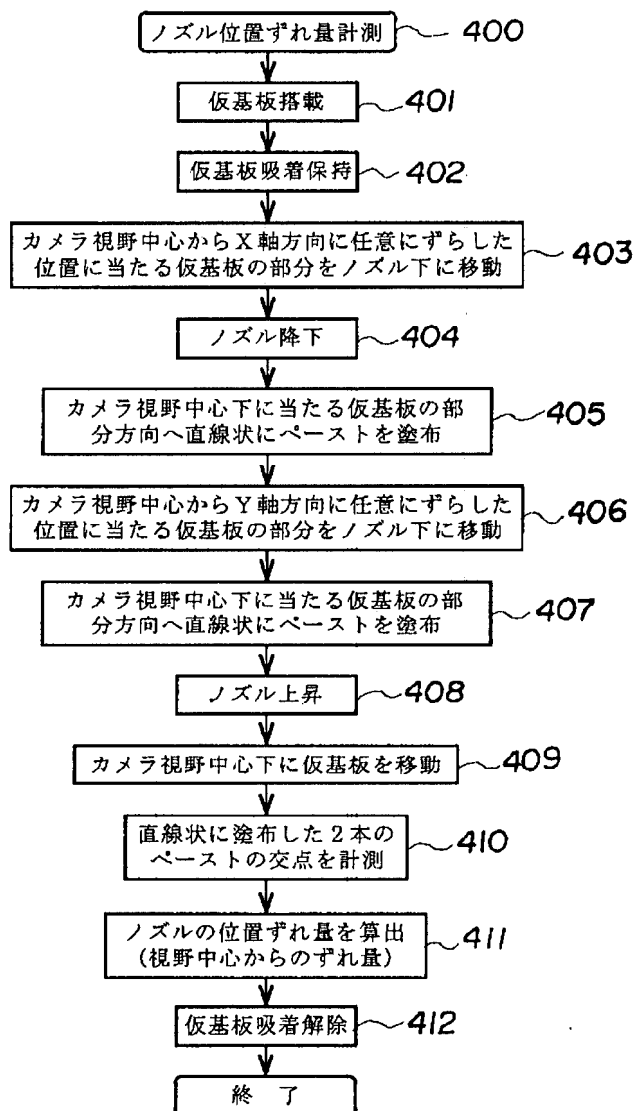 ノズル位置ずれ量計測 400
仮基板搭載 401
仮基板吸着保持 402
カメラ視野中心からX軸方向に任意にずらした
位置に当たる仮基板の部分をノズル下に移動 403
ノズル降下 404
カメラ視野中心下に当たる仮基板の部
分方向へ直線状にペーストを塗布 405
カメラ視野中心からY軸方向に任意にずらした
位置に当たる仮基板の部分をノズル下に移動 406
カメラ視野中心下に当たる仮基板の部
分方向へ直線状にペーストを塗布 407
ノズル上昇 408
カメラ視野中心下に仮基板を移動 409
直線状に塗布した2本の
ペーストの交点を計測 410
ノズルの位置ずれ量を算出
(視野中心からのずれ量) 411
仮基板吸着解除 412
終 了